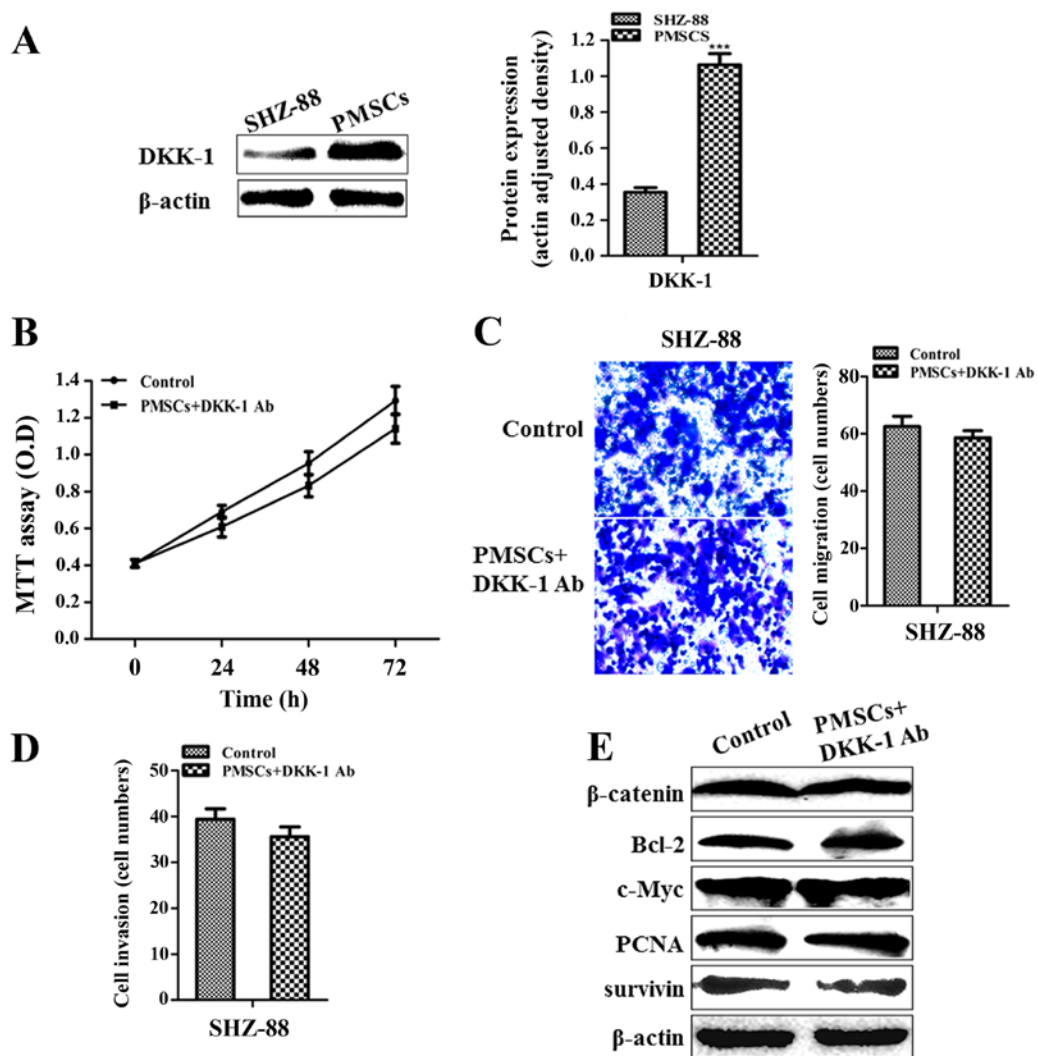 A
SHZ-88
PMSCs
DKK-1
β-actin
SHZ-88
PMSCS
***
Protein expression
(actin adjusted density)
1.2
1.0
0.8
0.4
0.2
0.0
DKK-1
B
Control
PMSCs+DKK-1 Ab
MTT assay (O.D)
1.4
1.2
1.0
0.8
0.6
0.4
0.2
0.0
0
24
48
72
Time (h)
C
SHZ-88
Control
PMSCs+
DKK-1 Ab
Control
PMSCs+DKK-1 Ab
Cell migration (cell numbers)
80
60
40
20
0
SHZ-88
D
Control
PMSCs+DKK-1 Ab
Cell invasion (cell numbers)
50
40
30
20
10
0
SHZ-88
E
Control
PMSCs+
DKK-1 Ab
β-catenin
Bcl-2
c-Myc
PCNA
survivin
β-actin